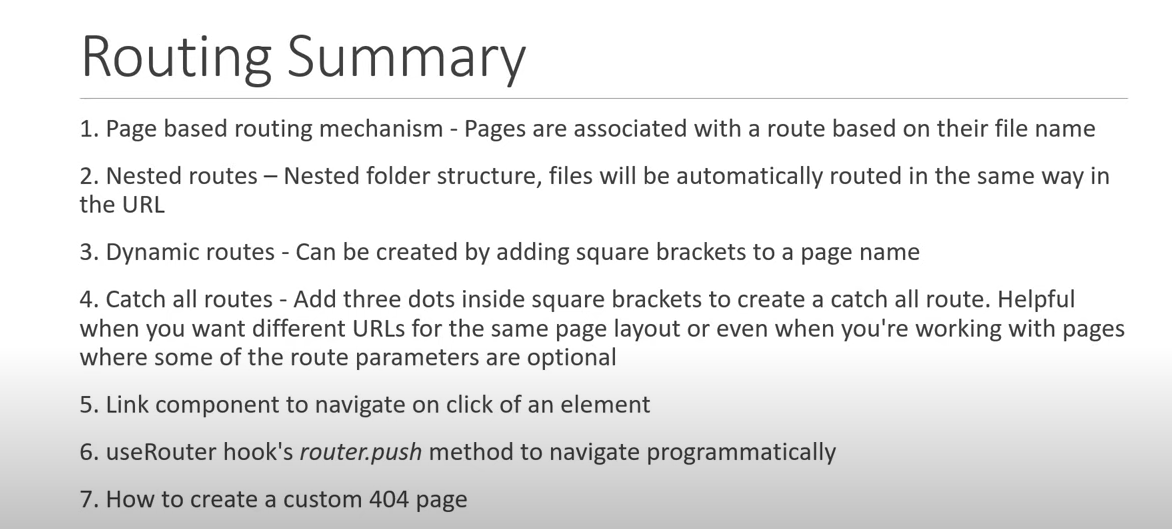 Routing Summary
1. Page based routing mechanism - Pages are associated with a route based on their file name
2. Nested routes – Nested folder structure, files will be automatically routed in the same way in
the URL
3. Dynamic routes - Can be created by adding square brackets to a page name
4. Catch all routes - Add three dots inside square brackets to create a catch all route. Helpful
when you want different URLs for the same page layout or even when you're working with pages
where some of the route parameters are optional
5. Link component to navigate on click of an element
6. useRouter hook's router.push method to navigate programmatically
7. How to create a custom 404 page